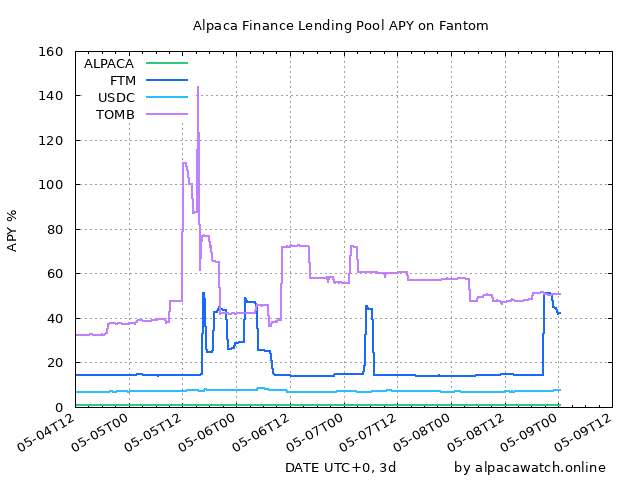 Alpaca Finance Lending Pool APY on Fantom
160
140
120
100
80
60
40
20
0
APY %
ALPACA
FTM
USDC
TOMB
05-04T12
05-05T00
05-05T12
05-06T00
05-06T12
05-07T00
05-07T12
05-08T00
05-08T12
05-09T00
05-09T12
DATE UTC+0, 3d
by alpacawatch.online